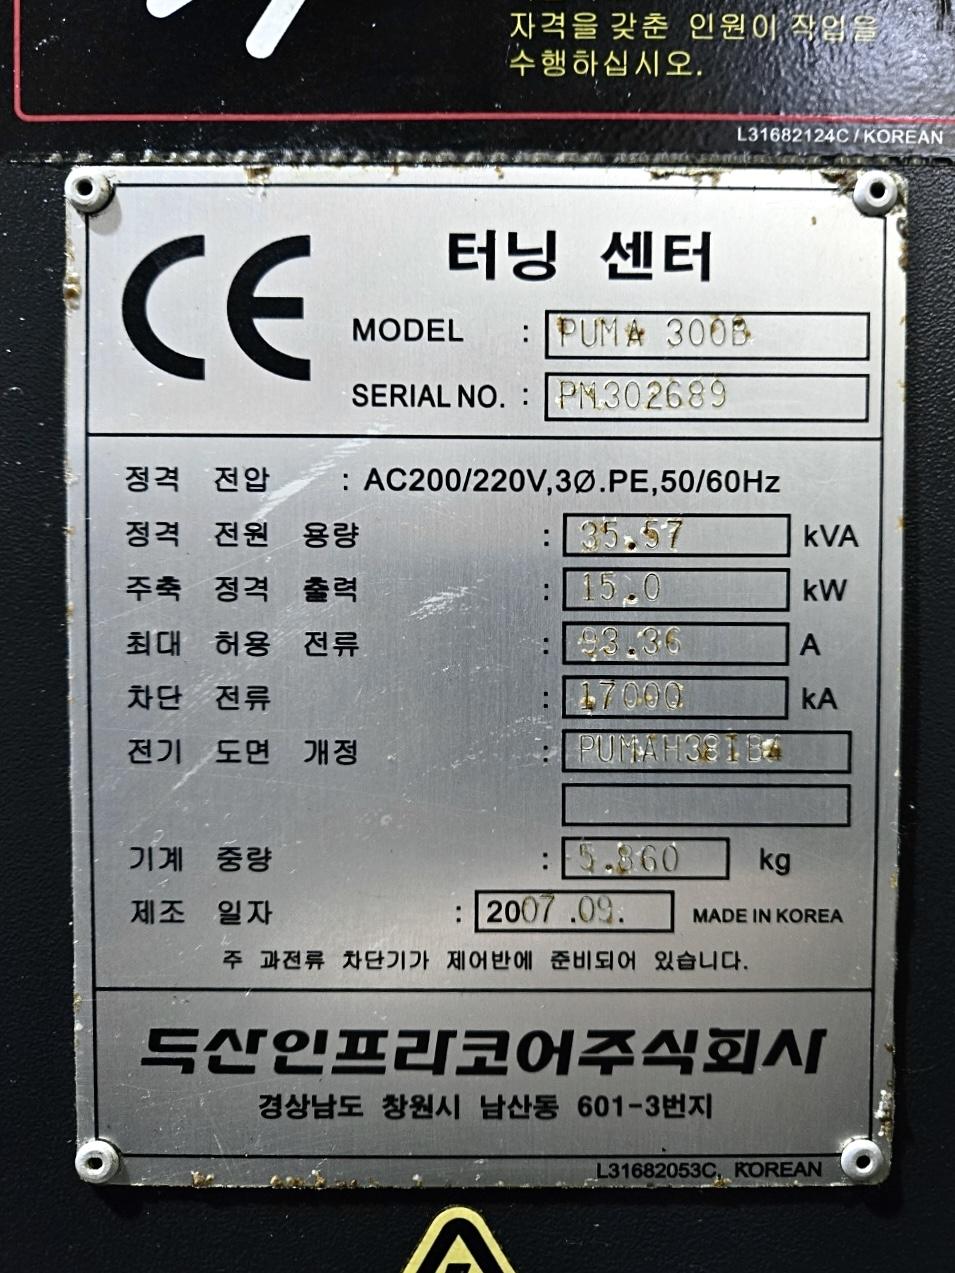 자격을 갖춘 인원이 작업을
수행하십시오.
L31682124C / KOREAN
CE
터닝 센터
MODEL : PUMA 300B
SERIAL NO. : PM302689
정격 전압 : AC200/220V,3Ø.PE,50/60Hz
정격 전원 용량 : 35.57 kVA
주축 정격 출력 : 15.0 kW
최대 허용 전류 : 93.36 A
차단 전류 : 17000 kA
전기 도면 개정 : PUMAH38IB4
기계 중량 : 5.860 kg
제조 일자 : 2007 .09. MADE IN KOREA
주 과전류 차단기가 제어반에 준비되어 있습니다.
두산인프라코어주식회사
경상남도 창원시 남산동 601-3번지
L31682053C, KOREAN